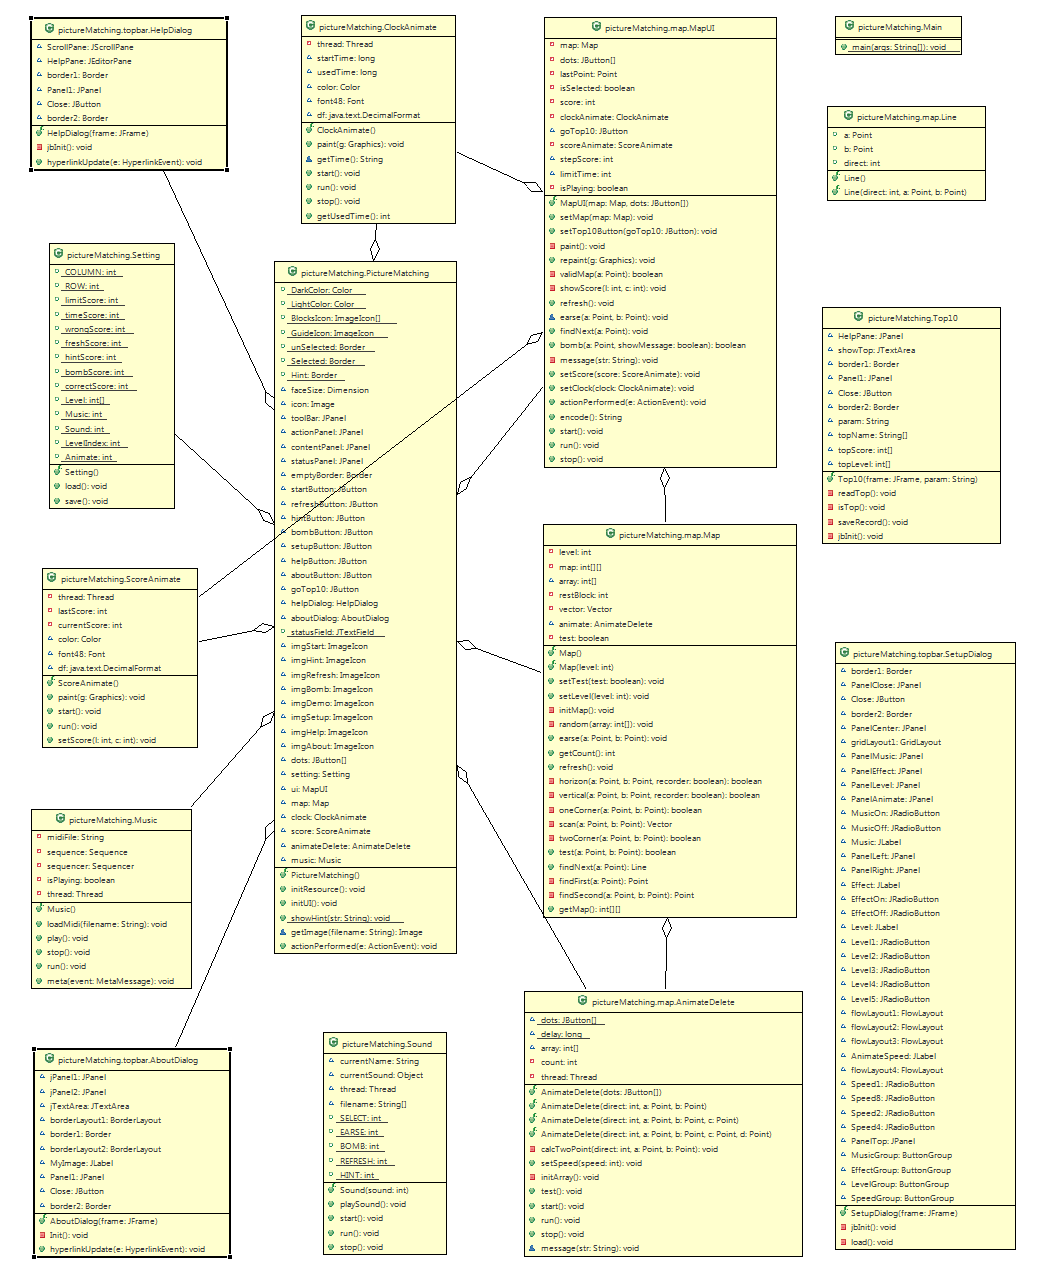 pictureMatching.topbar.HelpDialog
ScrollPane: JScrollPane
HelpPane: JEditorPane
border1: Border
Panel1: JPanel
Close: JButton
border2: Border
HelpDialog(frame: JFrame)
jbInit(): void
hyperlinkUpdate(e: HyperlinkEvent): void
pictureMatching.ClockAnimate
thread: Thread
startTime: long
usedTime: long
color: Color
font48: Font
df: java.text.DecimalFormat
ClockAnimate()
paint(g: Graphics): void
getTime(): String
start(): void
run(): void
stop(): void
getUsedTime(): int
pictureMatching.map.MapUI
map: Map
dots: JButton[]
lastPoint: Point
isSelected: boolean
score: int
clockAnimate: ClockAnimate
goTop10: JButton
scoreAnimate: ScoreAnimate
stepScore: int
limitTime: int
isPlaying: boolean
MapUI(map: Map, dots: JButton[])
setMap(map: Map): void
setTop10Button(goTop10: JButton): void
paint(): void
repaint(g: Graphics): void
validMap(a: Point): boolean
showScore(l: int, c: int): void
refresh(): void
earse(a: Point, b: Point): void
findNext(a: Point): void
bomb(a: Point, showMessage: boolean): boolean
message(str: String): void
setScore(score: ScoreAnimate): void
setClock(clock: ClockAnimate): void
actionPerformed(e: ActionEvent): void
encode(): String
start(): void
run(): void
stop(): void
pictureMatching.Main
main(args: String[]): void
pictureMatching.map.Line
a: Point
b: Point
direct: int
Line()
Line(direct: int, a: Point, b: Point)
pictureMatching.Setting
COLUMN: int
ROW: int
limitScore: int
timeScore: int
wrongScore: int
freshScore: int
hintScore: int
bombScore: int
correctScore: int
Level: int[]
Music: int
Sound: int
LevelIndex: int
Animate: int
Setting()
load(): void
save(): void
pictureMatching.PictureMatching
DarkColor: Color
LightColor: Color
BlocksIcon: ImageIcon[]
GuideIcon: ImageIcon
unSelected: Border
Selected: Border
Hint: Border
faceSize: Dimension
icon: Image
toolBar: JPanel
actionPanel: JPanel
contentPanel: JPanel
statusPanel: JPanel
emptyBorder: Border
startButton: JButton
refreshButton: JButton
hintButton: JButton
bombButton: JButton
setupButton: JButton
helpButton: JButton
aboutButton: JButton
goTop10: JButton
helpDialog: HelpDialog
aboutDialog: AboutDialog
statusField: JTextField
imgStart: ImageIcon
imgHint: ImageIcon
imgRefresh: ImageIcon
imgBomb: ImageIcon
imgDemo: ImageIcon
imgSetup: ImageIcon
imgHelp: ImageIcon
imgAbout: ImageIcon
dots: JButton[]
setting: Setting
ui: MapUI
map: Map
clock: ClockAnimate
score: ScoreAnimate
animateDelete: AnimateDelete
music: Music
PictureMatching()
initResource(): void
initUI(): void
showHint(str: String): void
getImage(filename: String): Image
actionPerformed(e: ActionEvent): void
pictureMatching.Top10
HelpPane: JPanel
showTop: JTextArea
border1: Border
Panel1: JPanel
Close: JButton
border2: Border
param: String
topName: String[]
topScore: int[]
topLevel: int[]
Top10(frame: JFrame, param: String)
readTop(): void
isTop(): void
saveRecord(): void
jbInit(): void
pictureMatching.map.Map
level: int
map: int[][]
array: int[]
restBlock: int
vector: Vector
animate: AnimateDelete
test: boolean
Map()
Map(level: int)
setTest(test: boolean): void
setLevel(level: int): void
initMap(): void
random(array: int[]): void
earse(a: Point, b: Point): void
getCount(): int
refresh(): void
horizon(a: Point, b: Point, recorder: boolean): boolean
vertical(a: Point, b: Point, recorder: boolean): boolean
oneCorner(a: Point, b: Point): boolean
scan(a: Point, b: Point): Vector
twoCorner(a: Point, b: Point): boolean
test(a: Point, b: Point): boolean
findNext(a: Point): Line
findFirst(a: Point): Point
findSecond(a: Point, b: Point): Point
getMap(): int[][]
pictureMatching.ScoreAnimate
thread: Thread
lastScore: int
currentScore: int
color: Color
font48: Font
df: java.text.DecimalFormat
ScoreAnimate()
paint(g: Graphics): void
start(): void
run(): void
setScore(l: int, c: int): void
pictureMatching.topbar.SetupDialog
border1: Border
PanelClose: JPanel
Close: JButton
border2: Border
PanelCenter: JPanel
gridLayout1: GridLayout
PanelMusic: JPanel
PanelEffect: JPanel
PanelLevel: JPanel
PanelAnimate: JPanel
MusicOn: JRadioButton
MusicOff: JRadioButton
Music: JLabel
PanelLeft: JPanel
PanelRight: JPanel
Effect: JLabel
EffectOn: JRadioButton
EffectOff: JRadioButton
Level: JLabel
Level1: JRadioButton
Level2: JRadioButton
Level3: JRadioButton
Level4: JRadioButton
Level5: JRadioButton
flowLayout1: FlowLayout
flowLayout2: FlowLayout
flowLayout3: FlowLayout
AnimateSpeed: JLabel
flowLayout4: FlowLayout
Speed1: JRadioButton
Speed8: JRadioButton
Speed2: JRadioButton
Speed4: JRadioButton
PanelTop: JPanel
MusicGroup: ButtonGroup
EffectGroup: ButtonGroup
LevelGroup: ButtonGroup
SpeedGroup: ButtonGroup
SetupDialog(frame: JFrame)
jbInit(): void
load(): void
pictureMatching.Music
midiFile: String
sequence: Sequence
sequencer: Sequencer
isPlaying: boolean
thread: Thread
Music()
loadMidi(filename: String): void
play(): void
stop(): void
run(): void
meta(event: MetaMessage): void
pictureMatching.map.AnimateDelete
dots: JButton[]
delay: long
array: int[]
count: int
thread: Thread
AnimateDelete(dots: JButton[])
AnimateDelete(direct: int, a: Point, b: Point)
AnimateDelete(direct: int, a: Point, b: Point, c: Point)
AnimateDelete(direct: int, a: Point, b: Point, c: Point, d: Point)
calcTwoPoint(direct: int, a: Point, b: Point): void
setSpeed(speed: int): void
initArray(): void
test(): void
start(): void
run(): void
stop(): void
message(str: String): void
pictureMatching.Sound
currentName: String
currentSound: Object
thread: Thread
filename: String[]
SELECT: int
EARSE: int
BOMB: int
REFRESH: int
HINT: int
Sound(sound: int)
playSound(): void
start(): void
run(): void
stop(): void
pictureMatching.topbar.AboutDialog
jPanel1: JPanel
jPanel2: JPanel
jTextArea: JTextArea
borderLayout1: BorderLayout
border1: Border
borderLayout2: BorderLayout
MyImage: JLabel
Panel1: JPanel
Close: JButton
border2: Border
AboutDialog(frame: JFrame)
Init(): void
hyperlinkUpdate(e: HyperlinkEvent): void